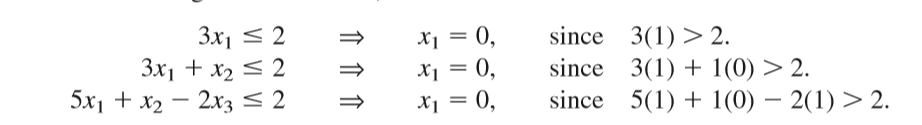 3x₁ ≤ 2 ⇒ x₁ = 0, since 3(1) > 2.
3x₁ + x₂ ≤ 2 ⇒ x₁ = 0, since 3(1) + 1(0) > 2.
5x₁ + x₂ − 2x₃ ≤ 2 ⇒ x₁ = 0, since 5(1) + 1(0) − 2(1) > 2.